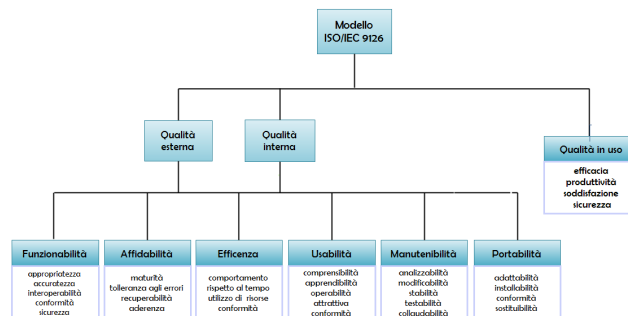 Modello
ISO/IEC 9126
Qualità
esterna
Qualità
interna
Qualità in uso
efficacia
produttività
soddisfazione
sicurezza
Funzionabilità
appropriatezza
accuratezza
interoperabilità
conformità
sicurezza
Affidabilità
maturità
tolleranza agli errori
recuperabilità
aderenza
Efficenza
comportamento
rispetto al tempo
utilizzo di risorse
conformità
Usabilità
comprensibilità
apprendibilità
operabilità
attrattiva
conformità
Manutenibilità
analizzabilità
modificabilità
stabilità
testabilità
collaudabilità
Portabilità
adattabilità
installabilità
conformità
sostituibilità